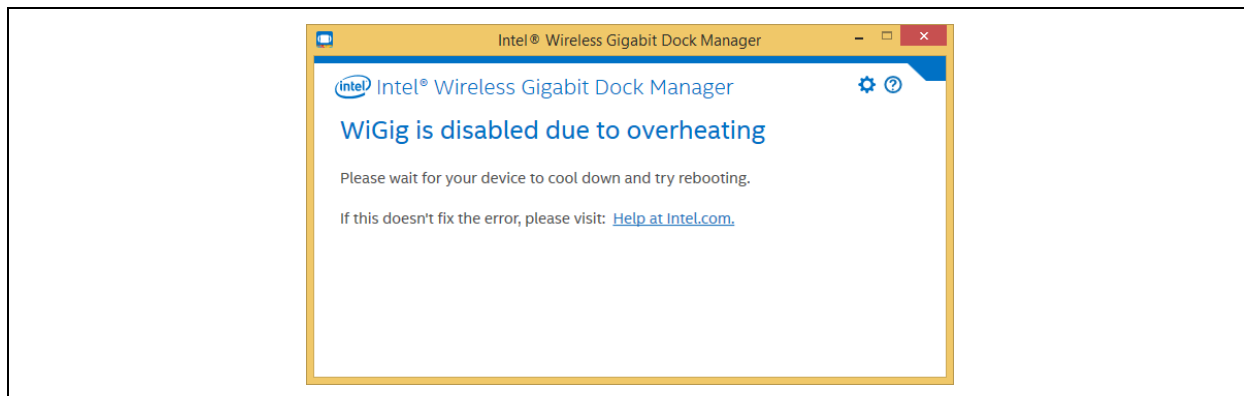 Intel® Wireless Gigabit Dock Manager
intel Intel® Wireless Gigabit Dock Manager
WiGig is disabled due to overheating
Please wait for your device to cool down and try rebooting.
If this doesn't fix the error, please visit: Help at Intel.com.